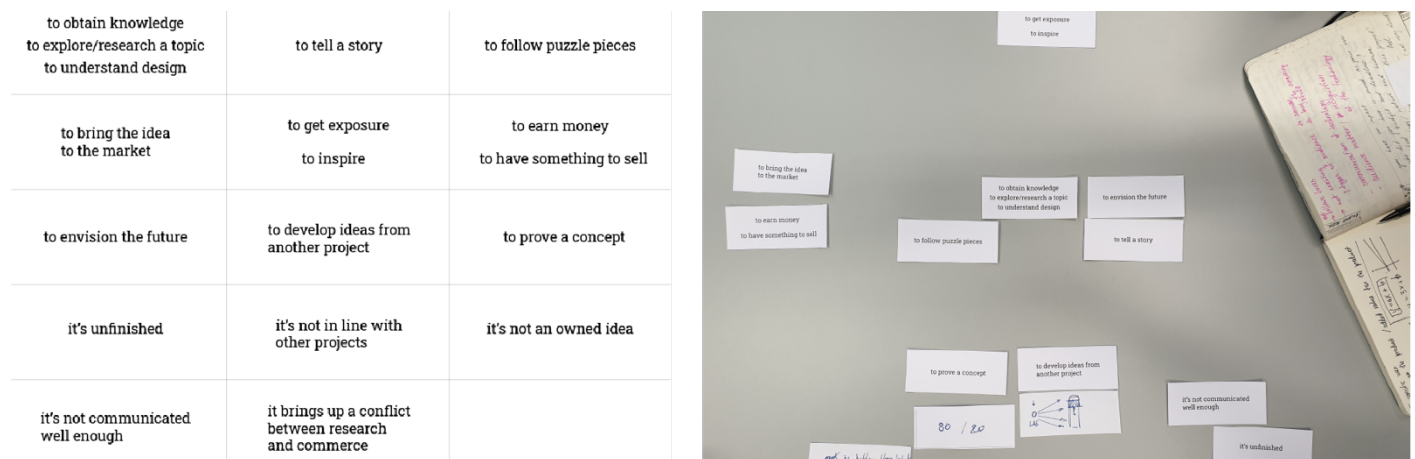 to obtain knowledge
to explore/research a topic
to understand design
to tell a story
to follow puzzle pieces
to bring the idea
to the market
to get exposure
to inspire
to earn money
to have something to sell
to envision the future
to develop ideas from
another project
to prove a concept
it's unfinished
it's not in line with
other projects
it's not an owned idea
it's not communicated
well enough
it brings up a conflict
between research
and commerce
to get exposure
to inspire
to bring the idea
to the market
to earn money
to have something to sell
to obtain knowledge
to explore/research a topic
to understand design
to envision the future
to follow puzzle pieces
to tell a story
to prove a concept
to develop ideas from
another project
80 / 20
it's not communicated
well enough
it's unfinished